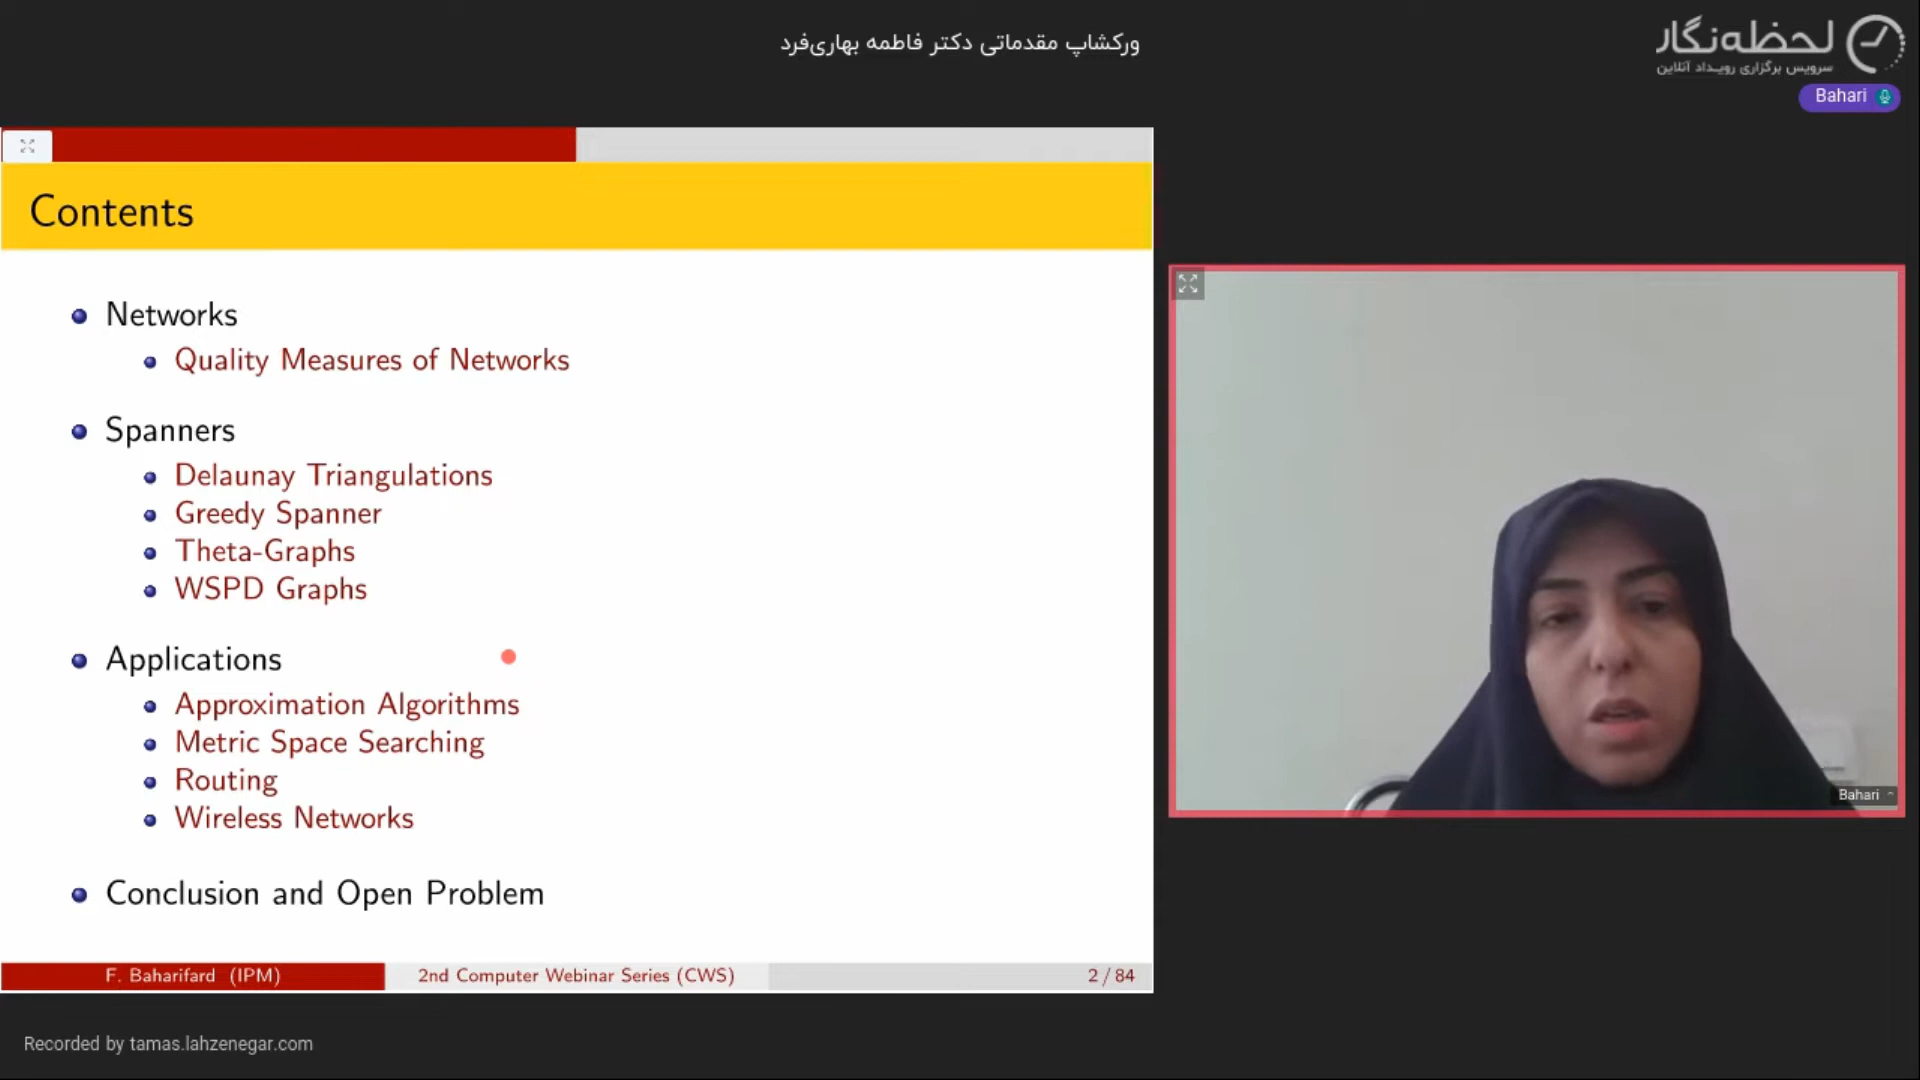 ورکشاپ مقدماتی دکتر فاطمه بهاری‌فرد
لحظه‌نگار
سرویس برگزاری رویداد آنلاین
Bahari
Contents
Networks
Quality Measures of Networks
Spanners
Delaunay Triangulations
Greedy Spanner
Theta-Graphs
WSPD Graphs
Applications
Approximation Algorithms
Metric Space Searching
Routing
Wireless Networks
Conclusion and Open Problem
F. Baharifard (IPM) 2nd Computer Webinar Series (CWS) 2 / 84
Bahari
Recorded by tamas.lahzenegar.com